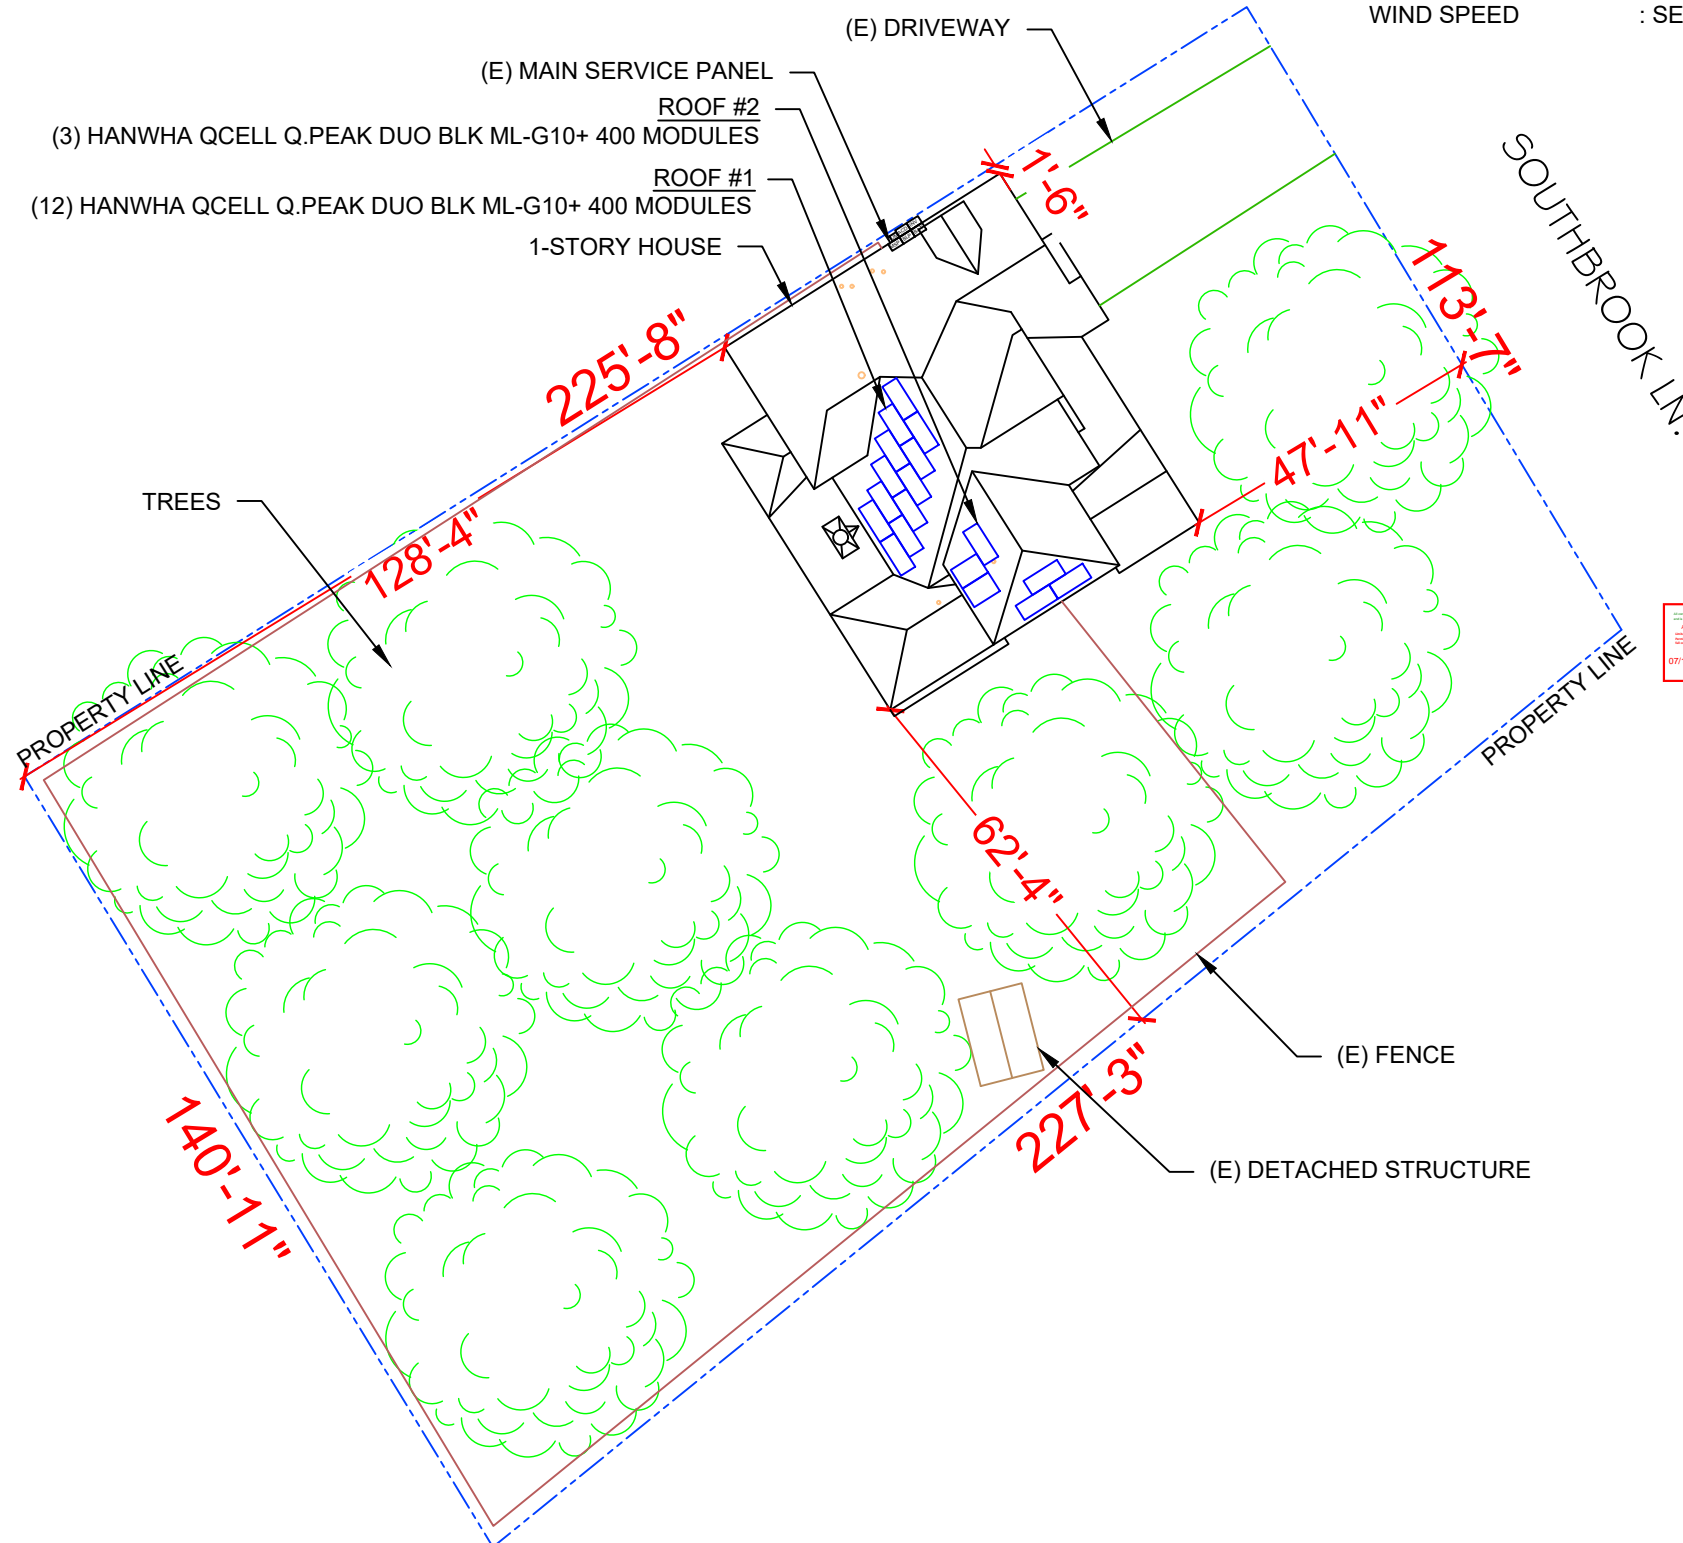 WIND SPEED : SE
(E) DRIVEWAY
(E) MAIN SERVICE PANEL
ROOF #2
(3) HANWHA QCELL Q.PEAK DUO BLK ML-G10+ 400 MODULES
ROOF #1
(12) HANWHA QCELL Q.PEAK DUO BLK ML-G10+ 400 MODULES
1-STORY HOUSE
1'-6"
SOUTHBROOK LN.
113'-7"
225'-8"
47'-11"
TREES
128'-4"
PROPERTY LINE
07/
PROPERTY LINE
62'-4"
(E) FENCE
227'-3"
140'-11"
(E) DETACHED STRUCTURE